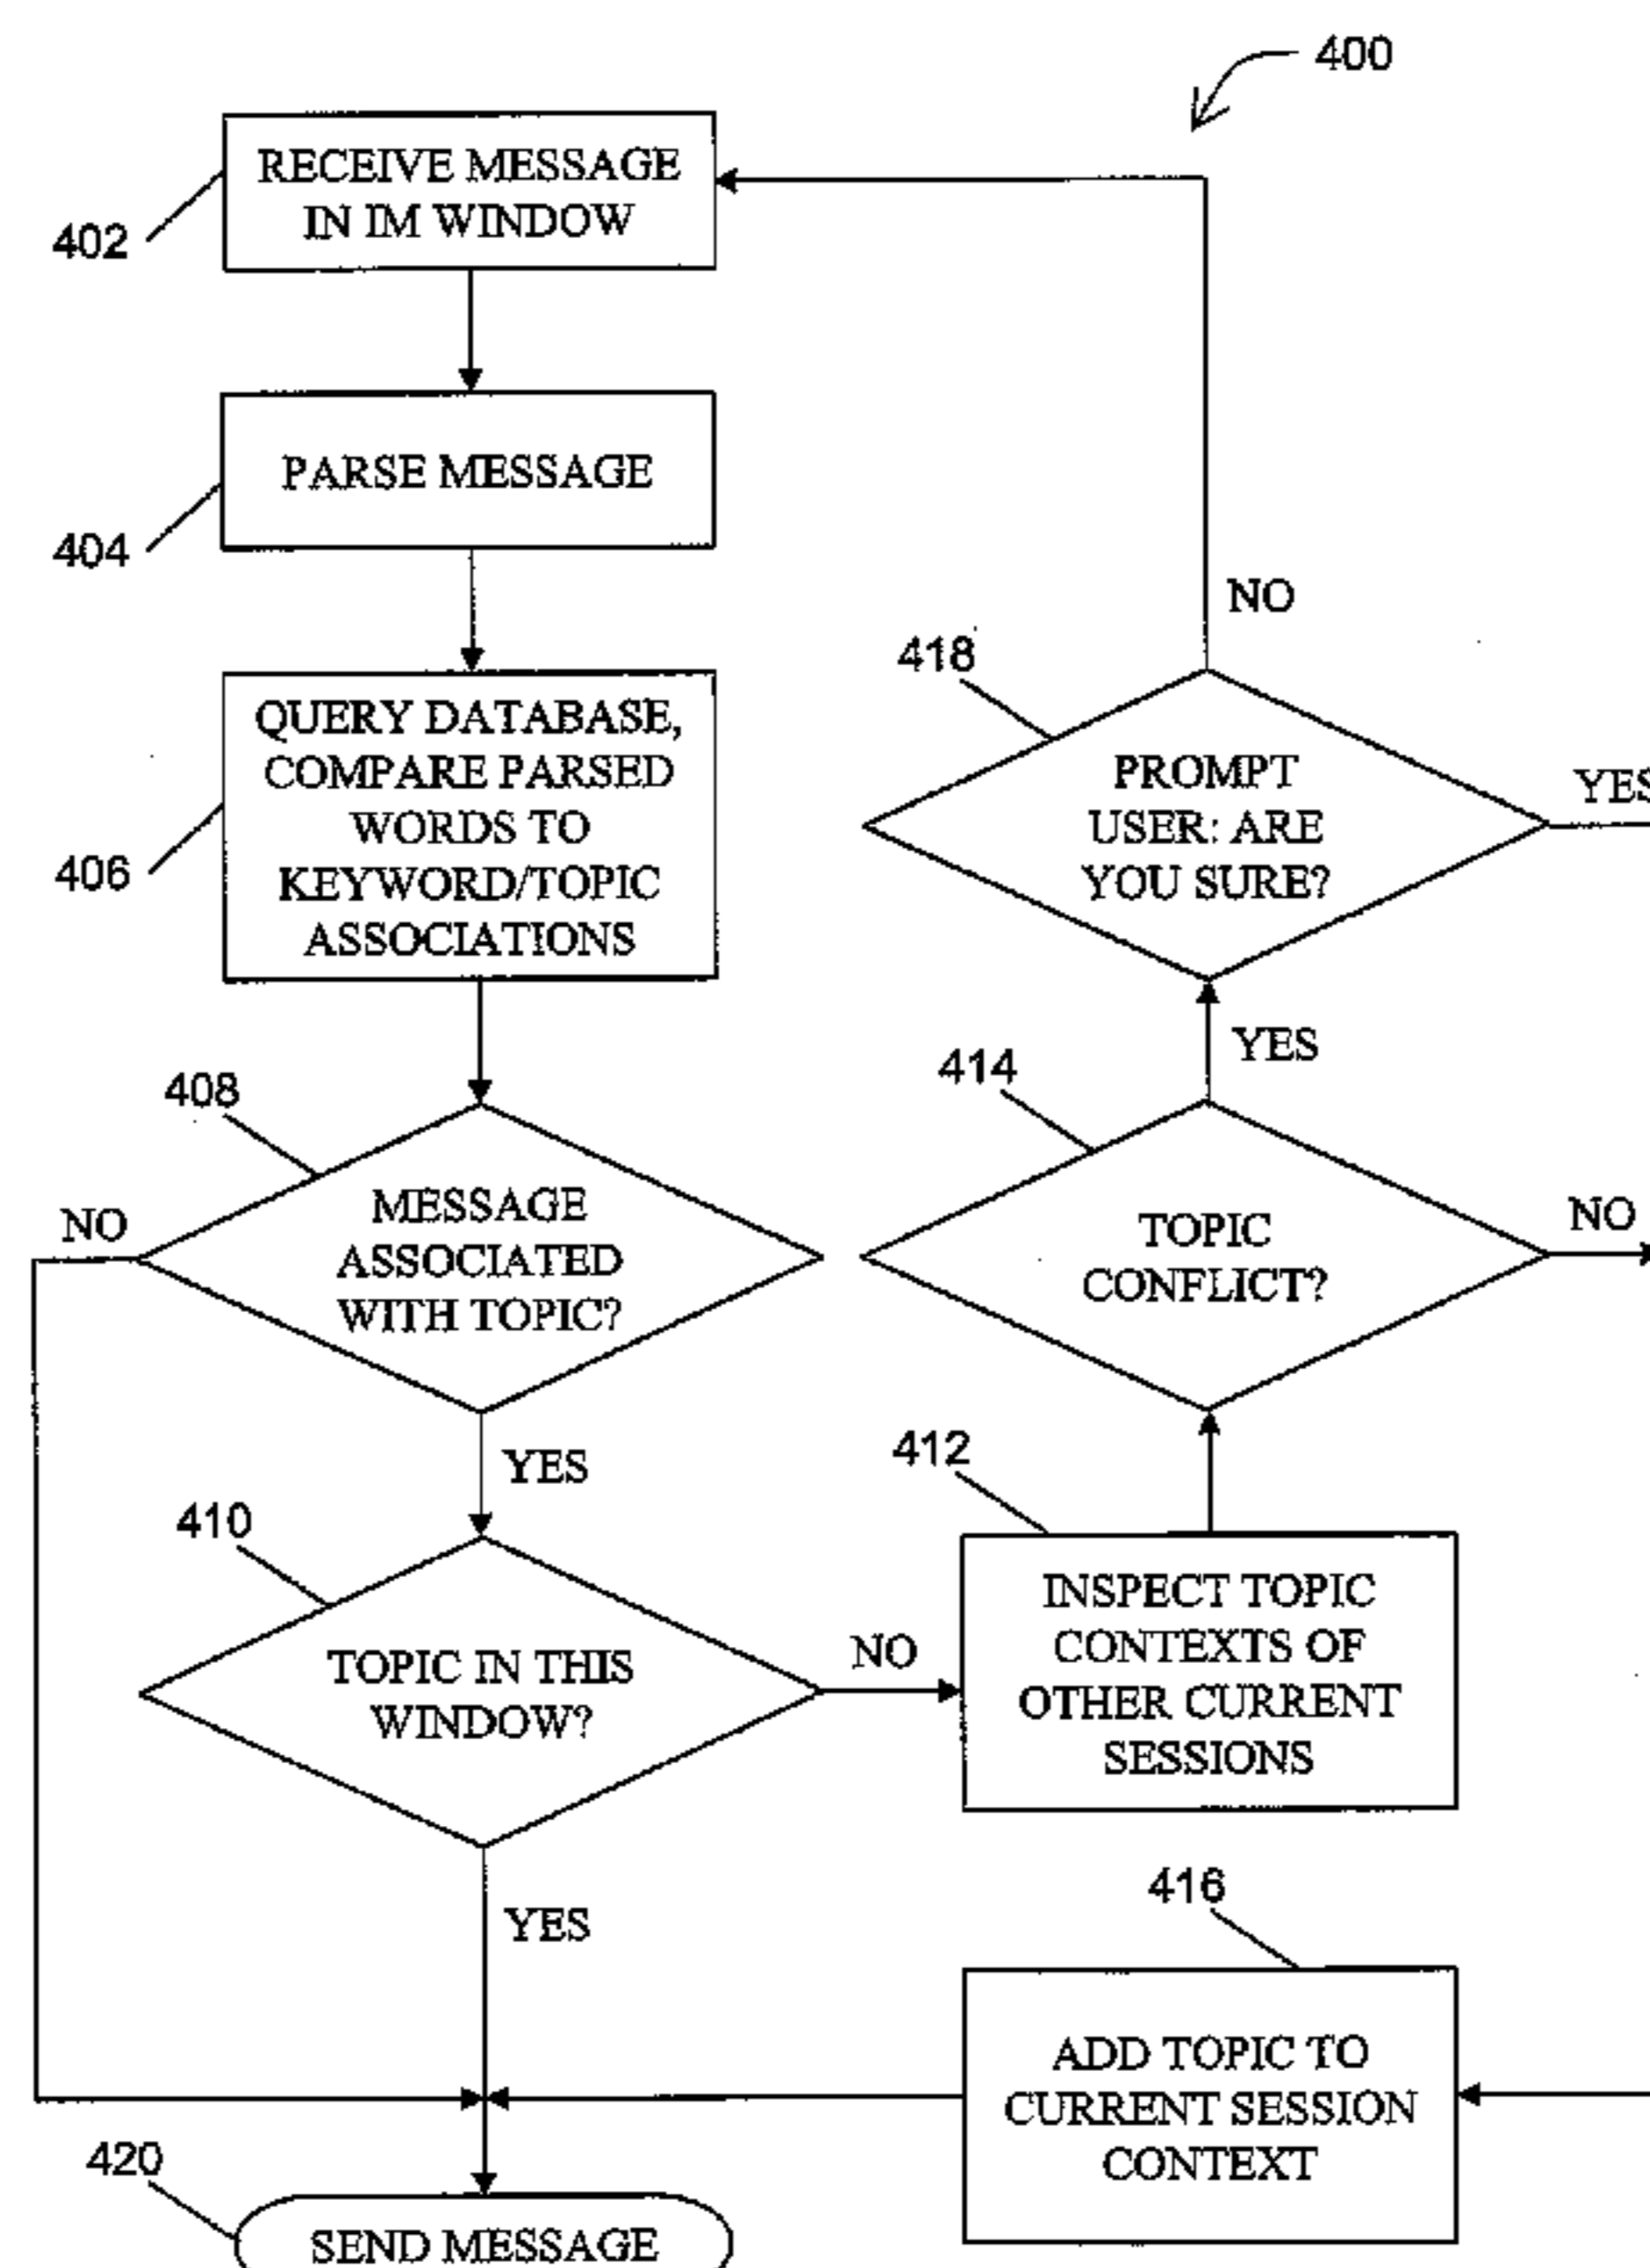 400
RECEIVE MESSAGE
IN IM WINDOW
402
PARSE MESSAGE
404
QUERY DATABASE,
COMPARE PARSED
WORDS TO
KEYWORD/TOPIC
ASSOCIATIONS
406
408
MESSAGE
ASSOCIATED
WITH TOPIC?
NO
YES
410
TOPIC IN THIS
WINDOW?
NO
YES
412
INSPECT TOPIC
CONTEXTS OF
OTHER CURRENT
SESSIONS
414
TOPIC
CONFLICT?
YES
NO
418
PROMPT
USER: ARE
YOU SURE?
NO
YES
416
ADD TOPIC TO
CURRENT SESSION
CONTEXT
420
SEND MESSAGE